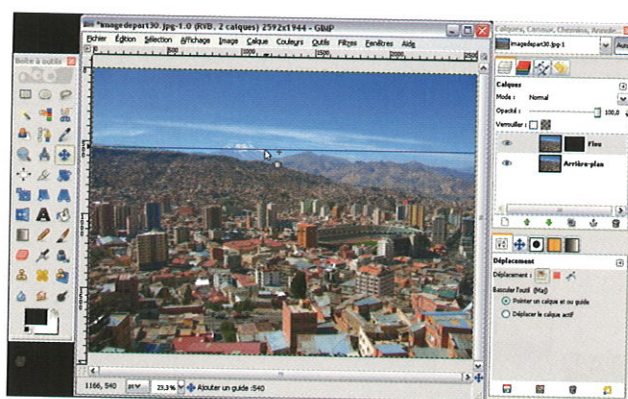 *imagedepart30.jpg-1.0 (RVB, 2 calques) 2592x1944 – GIMP
Fichier Édition Sélection Affichage Image Calque Couleurs Outils Filtres Fenêtres Aide
Boîte à outils
Calques, Canaux, Chemins, Annule...
imagedepart30.jpg-1
Calques
Mode : Normal
Opacité : 100,0
Verrouiller :
Flou
Arrière-plan
Déplacement
Déplacement :
Basculer l'outil (Maj)
Pointer un calque et ou guide
Déplacer le calque actif
1166, 540 px 23,3% Ajouter un guide :540